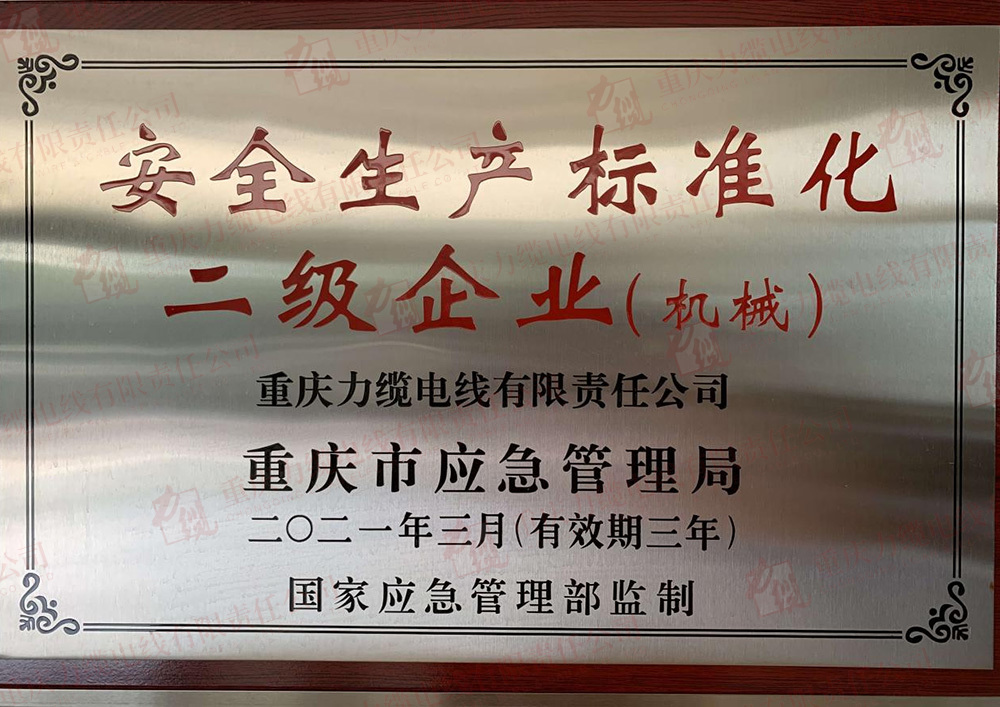 安全生产标准化
二级企业(机械)
重庆力缆电线有限责任公司
重庆市应急管理局
二〇二一年三月(有效期三年)
国家应急管理部监制